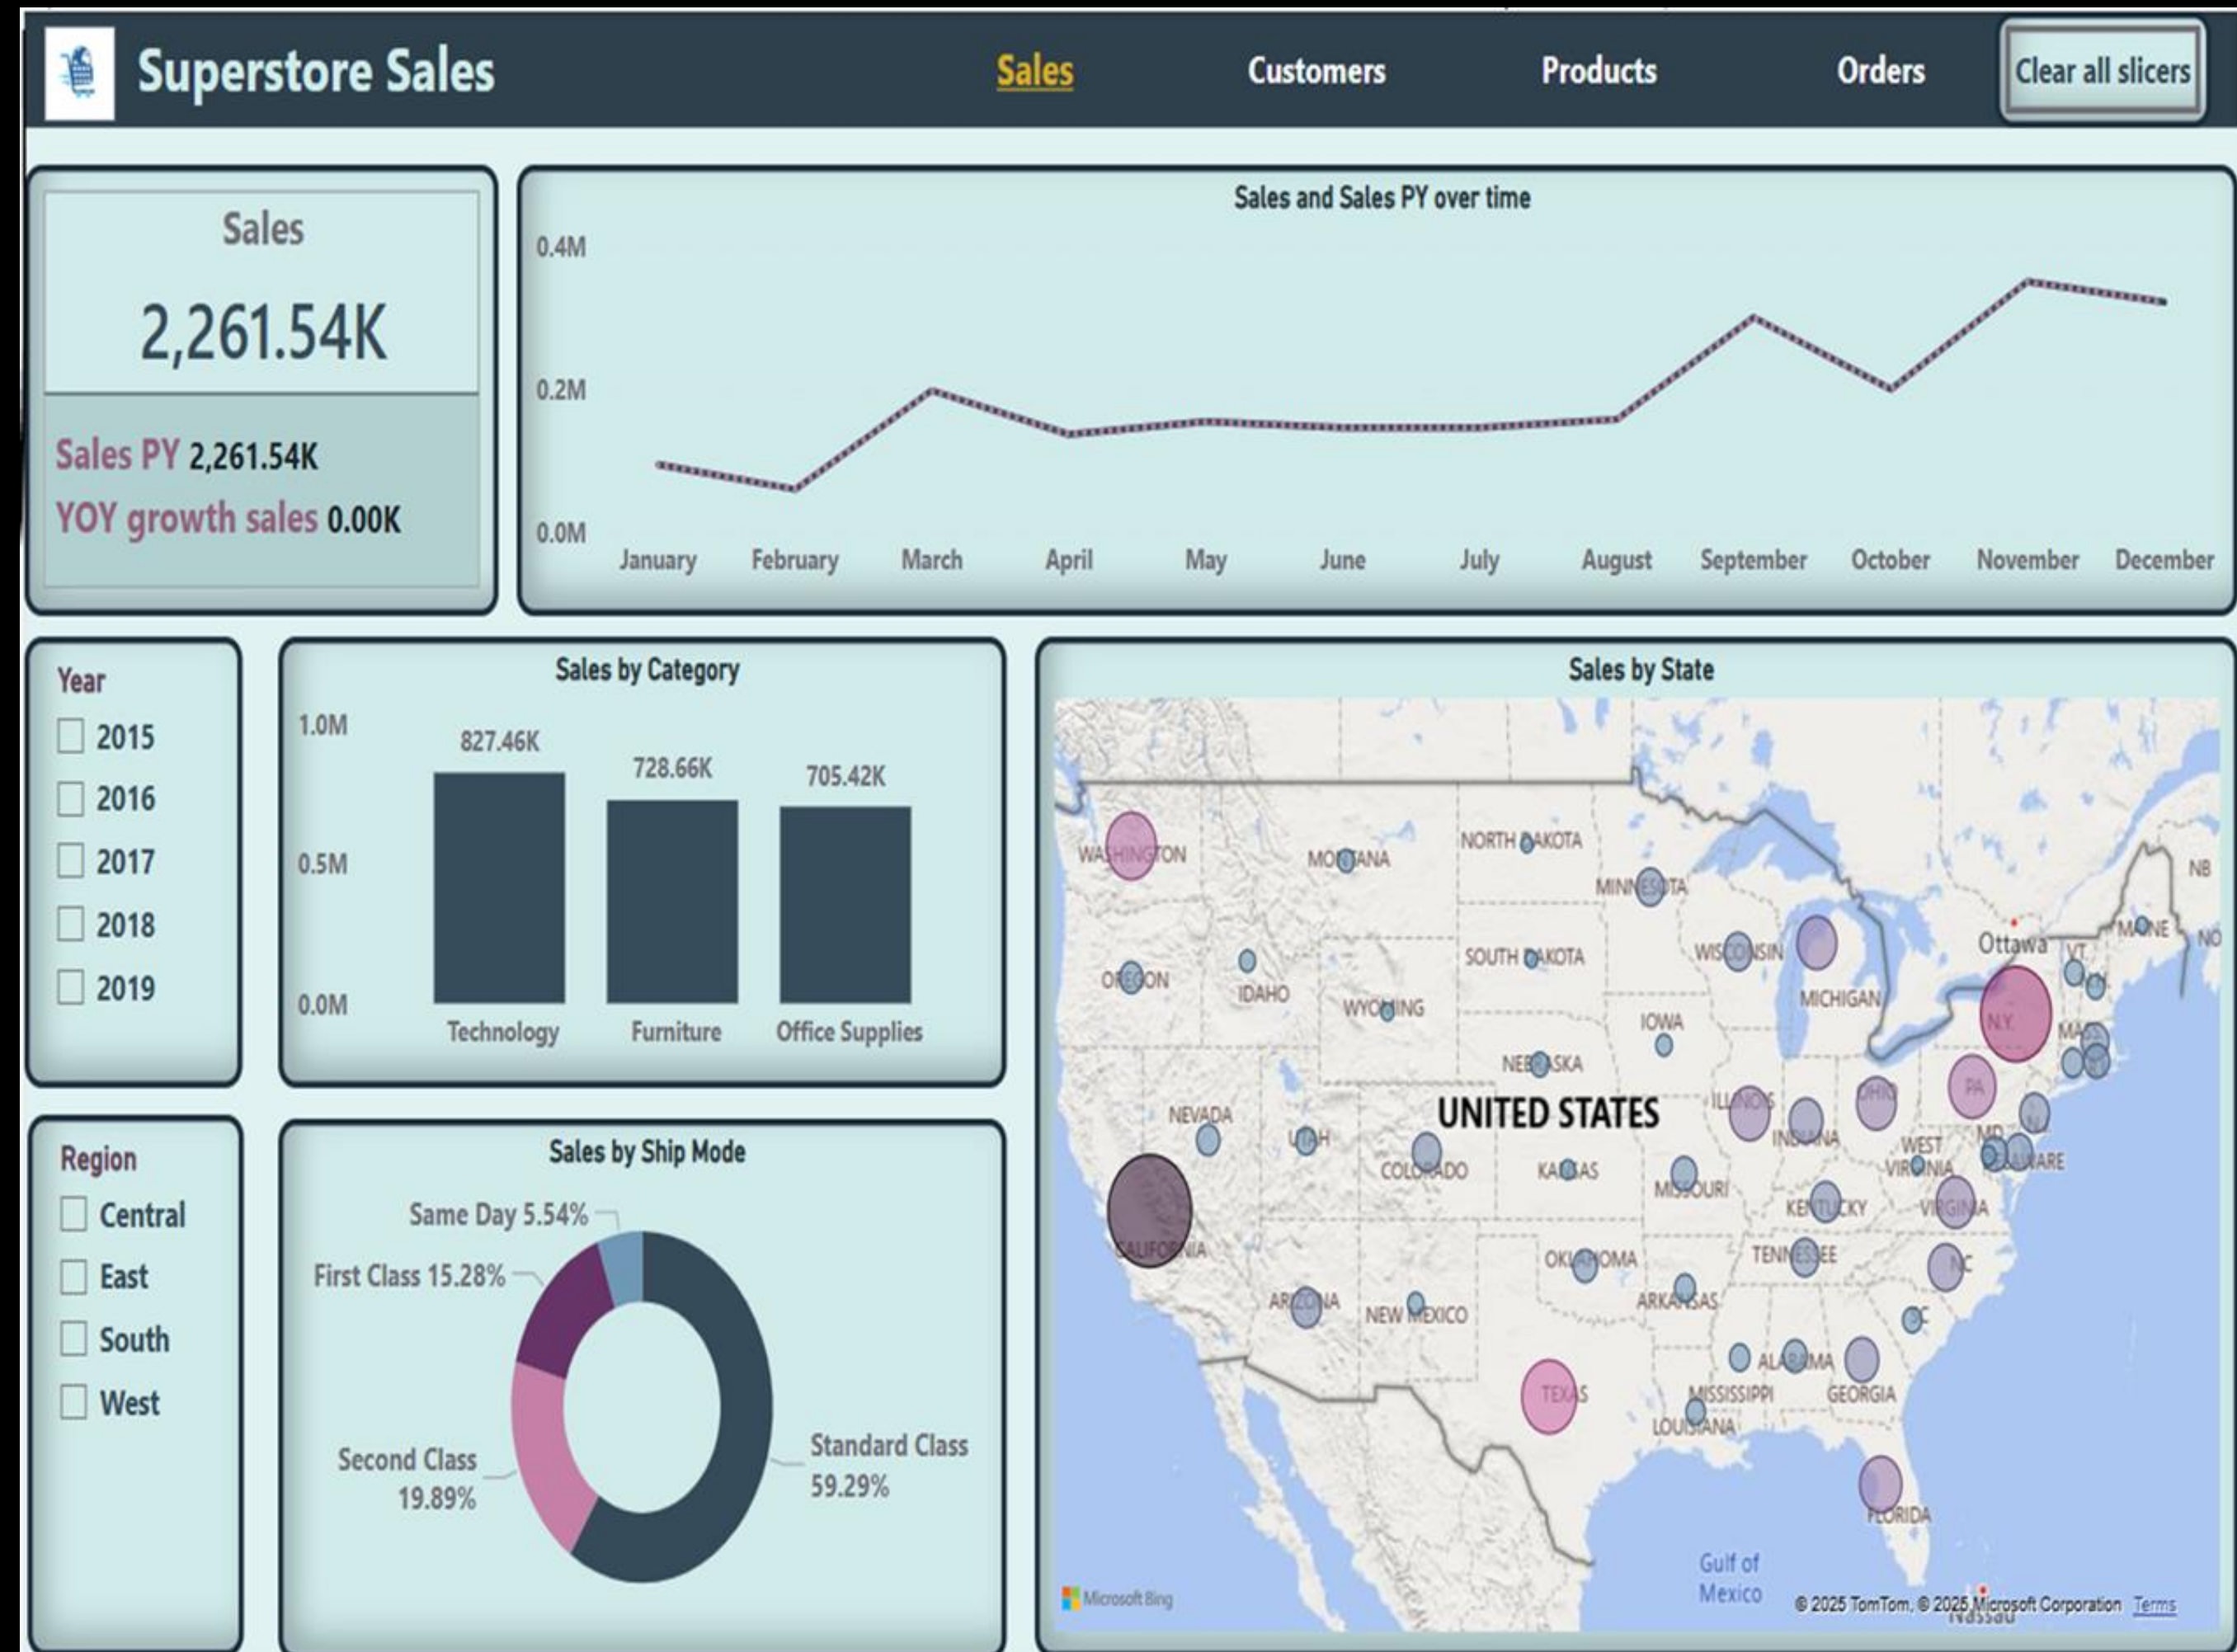 Superstore Sales
Sales
Customers
Products
Orders
Clear all slicers
Sales
2,261.54K
Sales PY 2,261.54K
YOY growth sales 0.00K
Sales and Sales PY over time
0.4M
0.2M
0.0M
January
February
March
April
May
June
July
August
September
October
November
December
Year
2015
2016
2017
2018
2019
Sales by Category
1.0M
0.5M
0.0M
827.46K
728.66K
705.42K
Technology
Furniture
Office Supplies
Region
Central
East
South
West
Sales by Ship Mode
Same Day 5.54%
First Class 15.28%
Second Class
19.89%
Standard Class
59.29%
Sales by State
WASHINGTON
MONTANA
NORTH DAKOTA
MINNESOTA
NB
OREGON
IDAHO
WYOMING
SOUTH DAKOTA
WISCONSIN
MICHIGAN
Ottawa
VT
MAINE
NO
IOWA
N.Y.
NEBRASKA
UNITED STATES
ILLINOIS
INDIANA
OHIO
PA
MD
NEVADA
UTAH
COLORADO
KANSAS
MISSOURI
WEST
VIRGINIA
DELAWARE
KENTUCKY
VIRGINIA
CALIFORNIA
OKLAHOMA
TENNESSEE
NC
ARIZONA
NEW MEXICO
ARKANSAS
SC
TEXAS
MISSISSIPPI
ALABAMA
GEORGIA
LOUISIANA
FLORIDA
Gulf of
Mexico
Nassau
Microsoft Bing
© 2025 TomTom, © 2025 Microsoft Corporation Terms